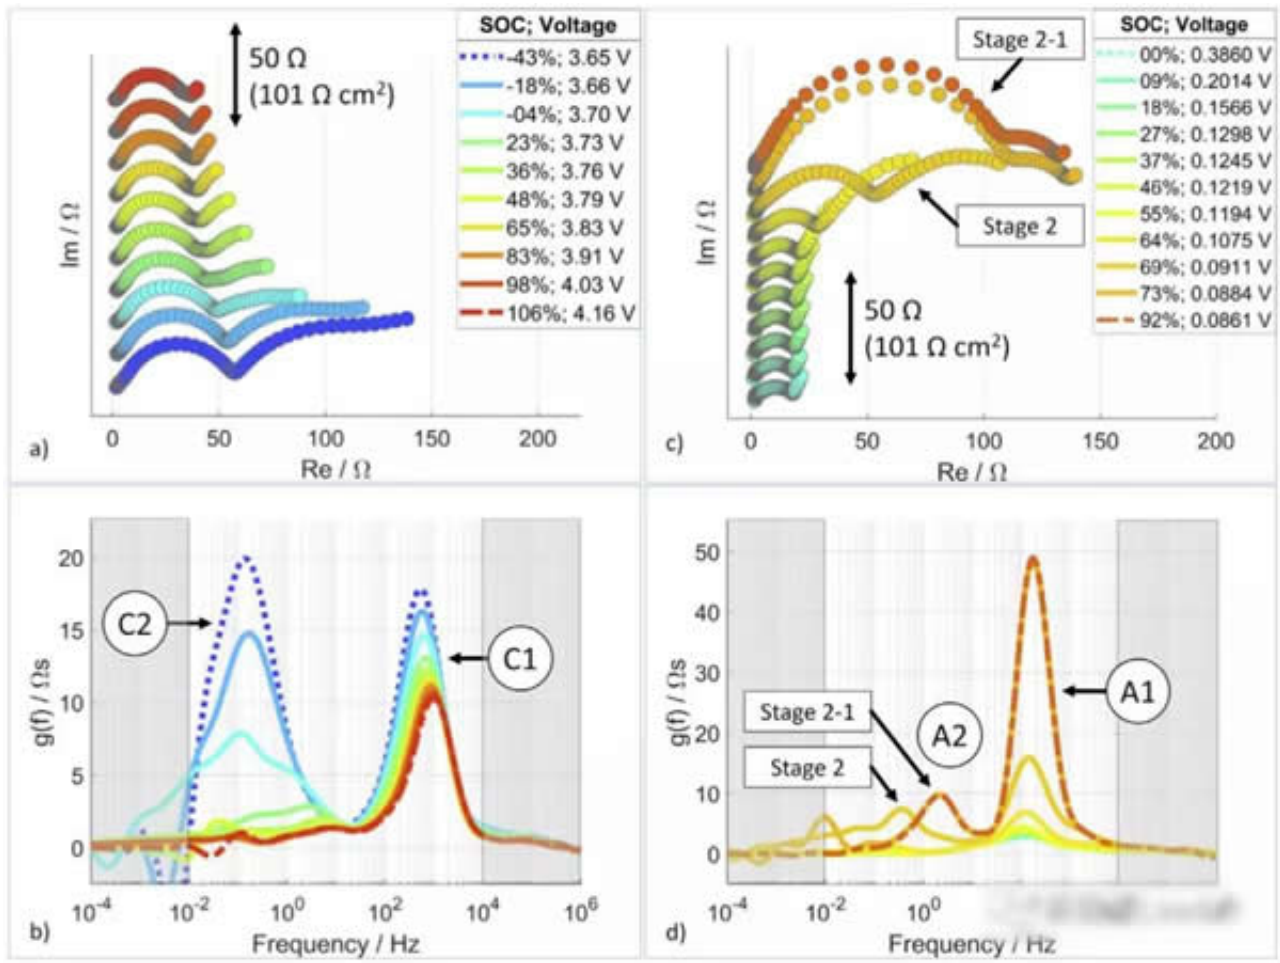 SOC; Voltage
-43%; 3.65 V
-18%; 3.66 V
-04%; 3.70 V
23%; 3.73 V
36%; 3.76 V
48%; 3.79 V
65%; 3.83 V
83%; 3.91 V
98%; 4.03 V
106%; 4.16 V
50 Ω
(101 Ω cm²)
Im / Ω
0 50 100 150 200
Re / Ω
a)
SOC; Voltage
00%; 0.3860 V
09%; 0.2014 V
18%; 0.1566 V
27%; 0.1298 V
37%; 0.1245 V
46%; 0.1219 V
55%; 0.1194 V
64%; 0.1075 V
69%; 0.0911 V
73%; 0.0884 V
92%; 0.0861 V
Stage 2-1
Stage 2
50 Ω
(101 Ω cm²)
Im / Ω
0 50 100 150 200
Re / Ω
c)
20
15
10
5
0
g(f) / Ωs
C2
C1
10⁻⁴ 10⁻² 10⁰ 10² 10⁴ 10⁶
Frequency / Hz
b)
50
40
30
20
10
0
g(f) / Ωs
Stage 2-1
Stage 2
A2
A1
10⁻⁴ 10⁻² 10⁰
Frequency / Hz
d)